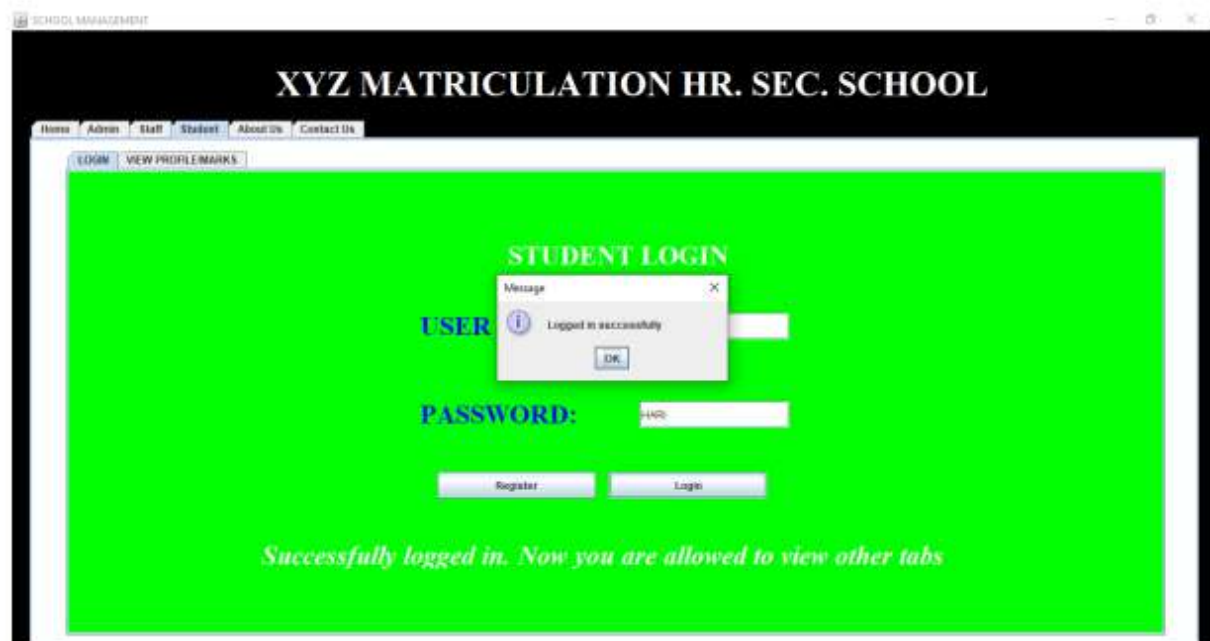 SCHOOL MANAGEMENT
XYZ MATRICULATION HR. SEC. SCHOOL
Home Admin Staff Student About Us Contact Us
LOGIN VIEW PROFILE/MARKS
STUDENT LOGIN
Message
USER
Logged in successfully
OK
PASSWORD: HARI
Register Login
Successfully logged in. Now you are allowed to view other tabs